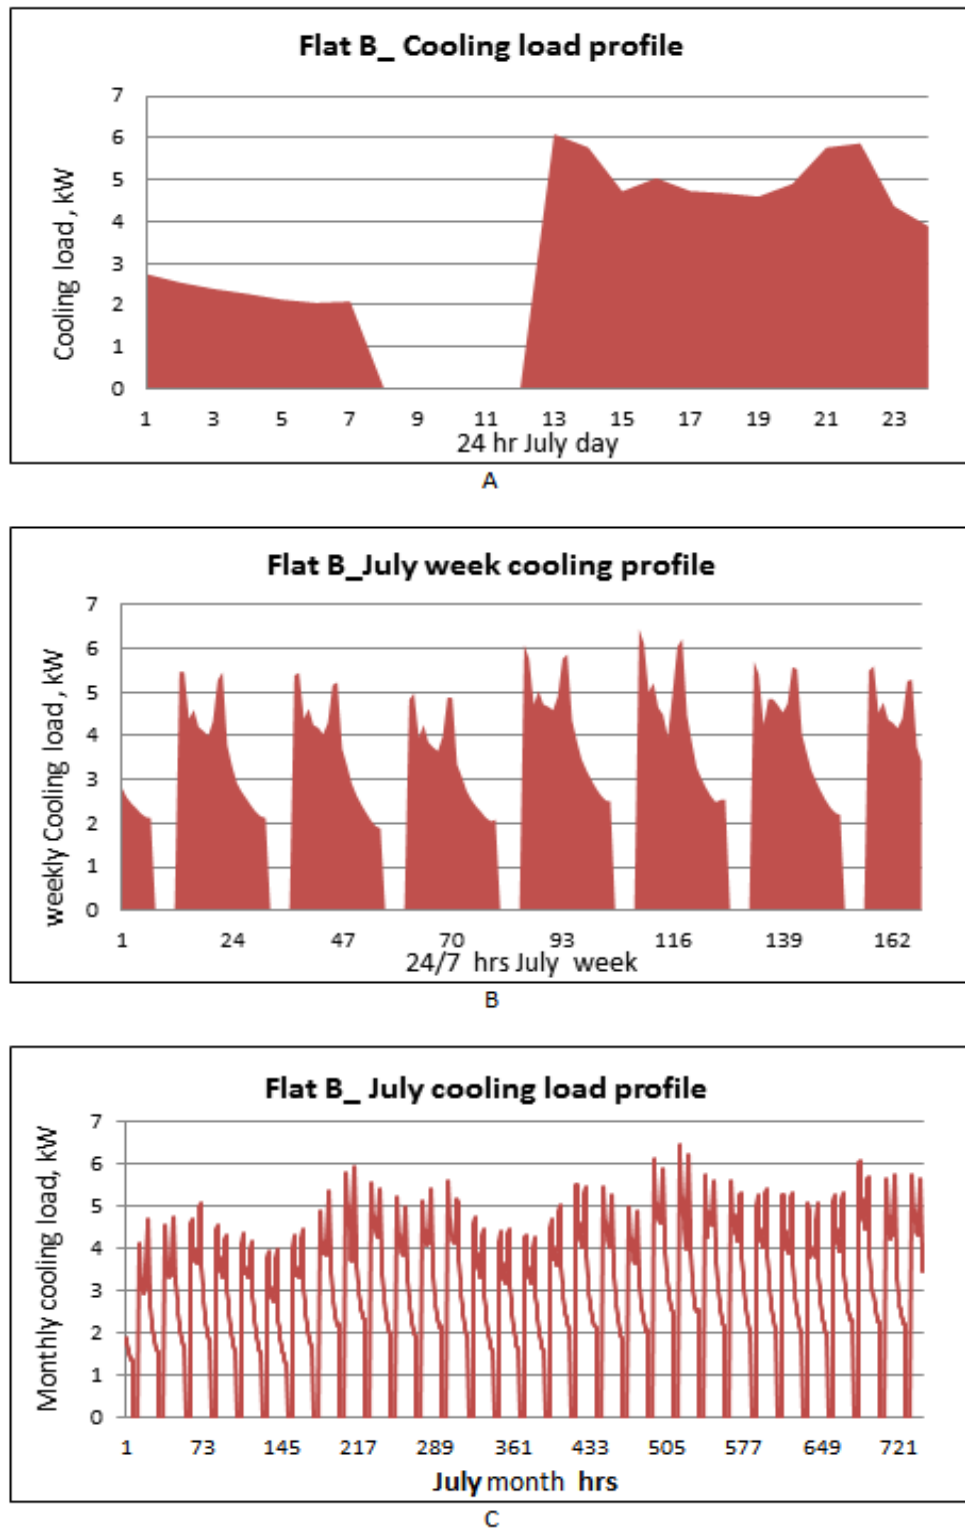 Flat B_ Cooling load profile
7
6
5
4
3
2
1
0
Cooling load, kW
1 3 5 7 9 11 13 15 17 19 21 23
24 hr July day
A
Flat B_July week cooling profile
7
6
5
4
3
2
1
0
weekly Cooling load, kW
1 24 47 70 93 116 139 162
24/7 hrs July week
B
Flat B_ July cooling load profile
7
6
5
4
3
2
1
0
Monthly cooling load, kW
1 73 145 217 289 361 433 505 577 649 721
July month hrs
C